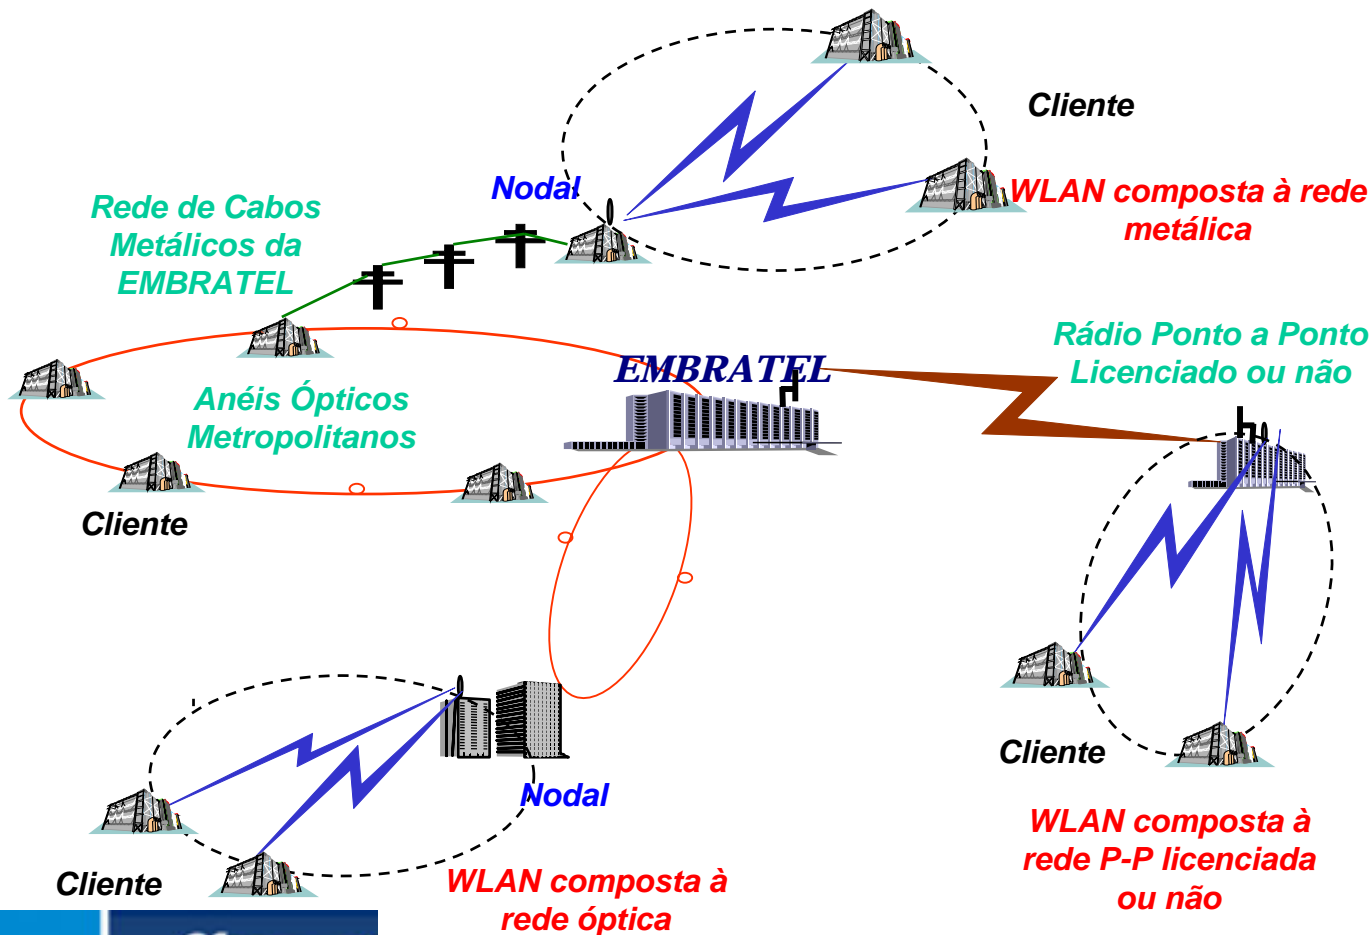 Cliente
Nodal
WLAN composta à rede
metálica
Rede de Cabos
Metálicos da
EMBRATEL
Rádio Ponto a Ponto
Licenciado ou não
EMBRATEL
Anéis Ópticos
Metropolitanos
Cliente
Cliente
Nodal
WLAN composta à
rede P-P licenciada
ou não
Cliente
WLAN composta à
rede óptica